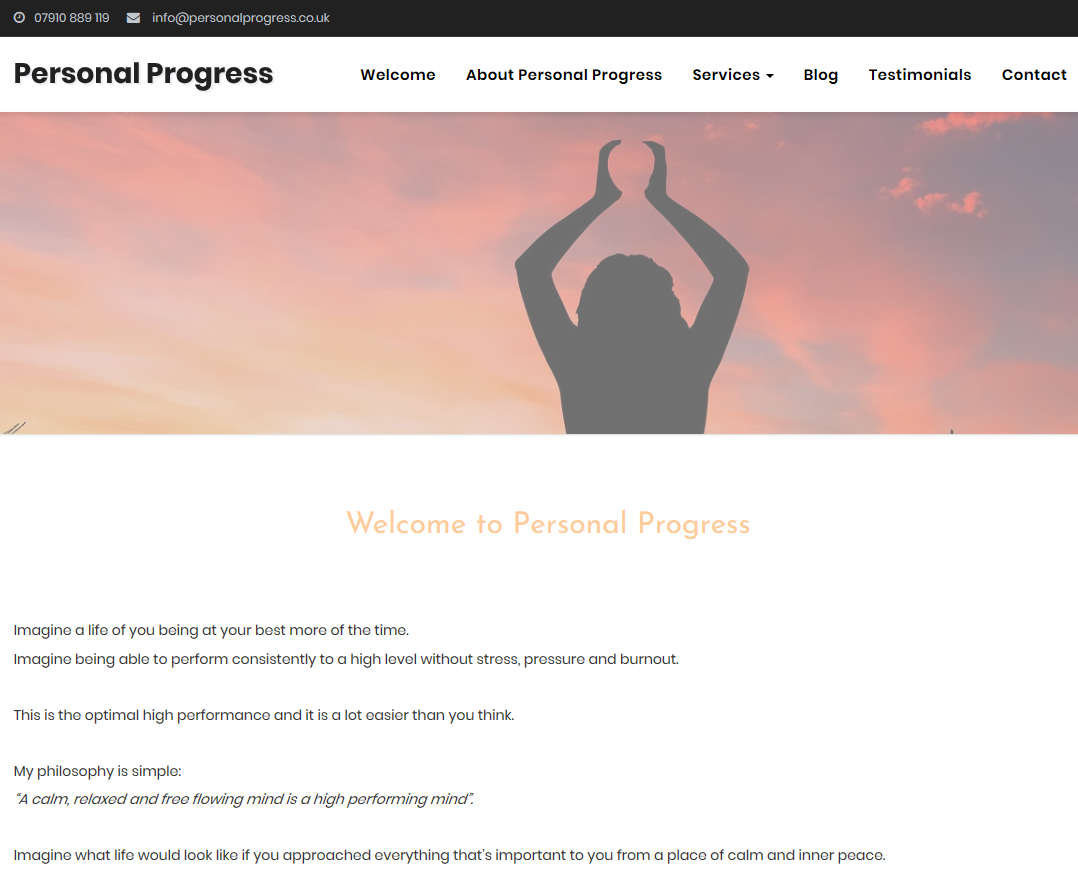 07910 889 119 info@personalprogress.co.uk
Personal Progress Welcome About Personal Progress Services Blog Testimonials Contact
Welcome to Personal Progress
Imagine a life of you being at your best more of the time.
Imagine being able to perform consistently to a high level without stress, pressure and burnout.
This is the optimal high performance and it is a lot easier than you think.
My philosophy is simple:
“A calm, relaxed and free flowing mind is a high performing mind”.
Imagine what life would look like if you approached everything that’s important to you from a place of calm and inner peace.